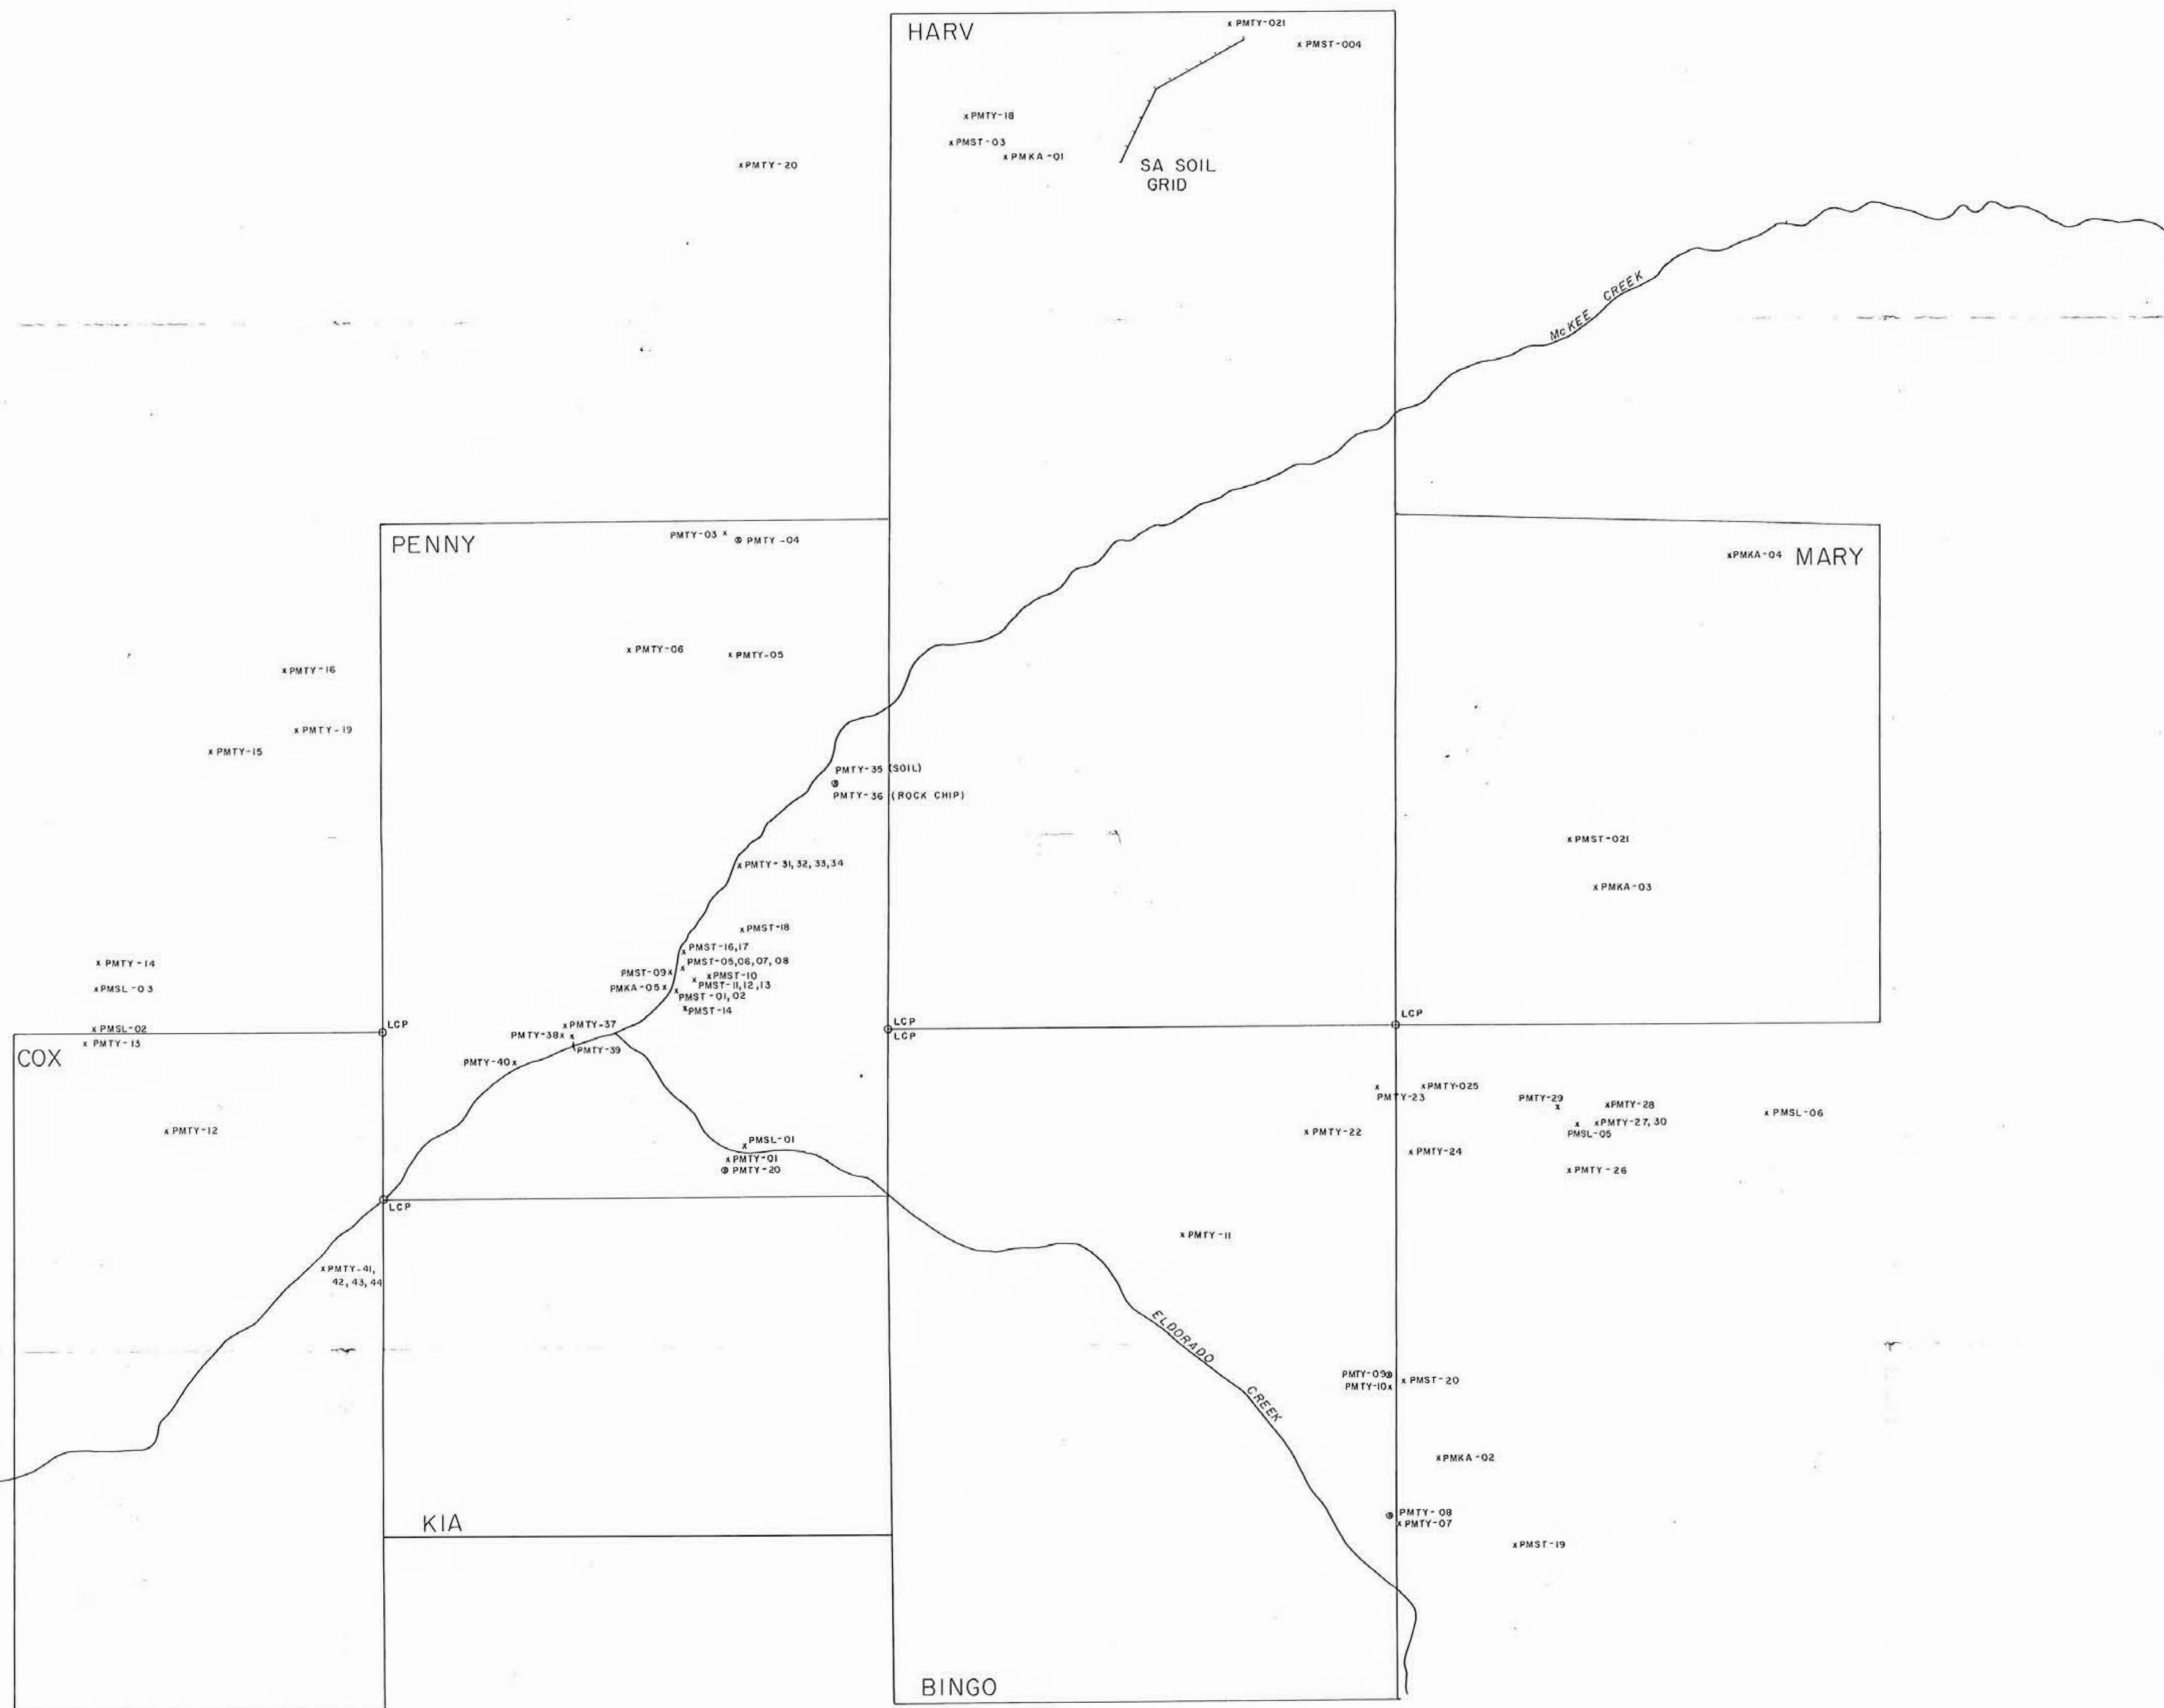 HARV
x PMTY-021
x PMST-004
x PMTY-18
x PMST-03
x PMKA-01
SA SOIL
GRID
x PMTY-20
McKEE CREEK
PENNY
PMTY-03 x
PMTY-04
x PMKA-04
MARY
x PMTY-06
x PMTY-05
x PMTY-16
x PMTY-19
x PMTY-15
PMTY-35 (SOIL)
PMTY-36 (ROCK CHIP)
x PMST-021
x PMTY-31, 32, 33, 34
x PMKA-03
x PMST-18
x PMST-16,17
x PMST-05,06,07,08
PMST-09 x
x PMST-10
x PMST-11,12,13
PMKA-05 x
x PMST-01,02
x PMST-14
x PMTY-14
x PMSL-03
x PMSL-02
x PMTY-13
COX
LCP
x PMTY-37
PMTY-38 x
x PMTY-39
PMTY-40 x
LCP
LCP
LCP
x PMTY-12
x PMSL-01
x PMTY-01
PMTY-20
LCP
x PMTY-025
x PMTY-23
x PMTY-22
x PMTY-24
PMTY-29
x
x PMTY-28
x PMTY-27, 30
x PMSL-05
x PMSL-06
x PMTY-26
x PMTY-11
x PMTY-41,
42, 43, 44
ELDORADO CREEK
PMTY-09
PMTY-10 x
x PMST-20
x PMKA-02
PMTY-08
x PMTY-07
x PMST-19
KIA
BINGO